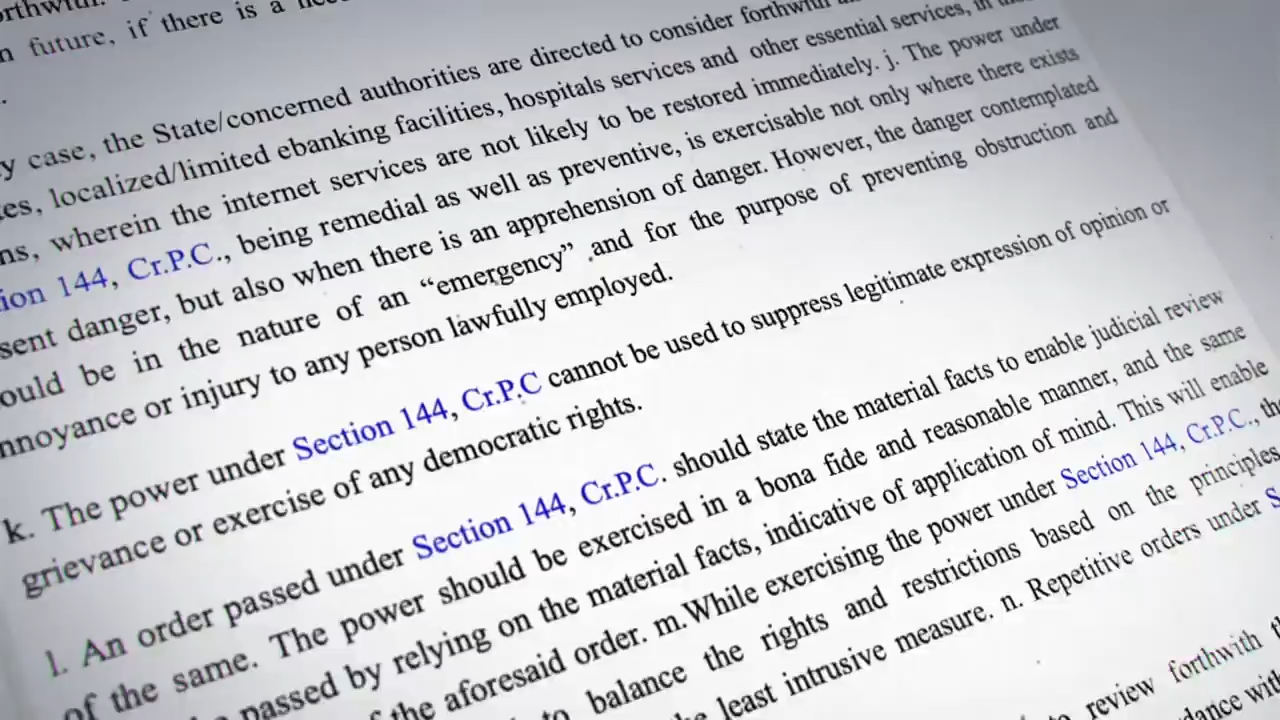 n future, if there is a
y case, the State/concerned authorities are directed to consider forthwith
localized/limited ebanking facilities, hospitals services and other essential services, in
wherein the internet services are not likely to be restored immediately. j. The power under
144, Cr.P.C., being remedial as well as preventive, is exercisable not only where there exists
sent danger, but also when there is an apprehension of danger. However, the danger contemplated
ould be in the nature of an “emergency” and for the purpose of preventing obstruction and
nnoyance or injury to any person lawfully employed.
k. The power under Section 144, Cr.P.C cannot be used to suppress legitimate expression of opinion or
grievance or exercise of any democratic rights.
l. An order passed under Section 144, Cr.P.C. should state the material facts to enable judicial review
of the same. The power should be exercised in a bona fide and reasonable manner, and the same
passed by relying on the material facts, indicative of application of mind. This will enable
the aforesaid order. m. While exercising the power under Section 144, Cr.P.C., the
to balance the rights and restrictions based on the principles
least intrusive measure. n. Repetitive orders under
review forthwith